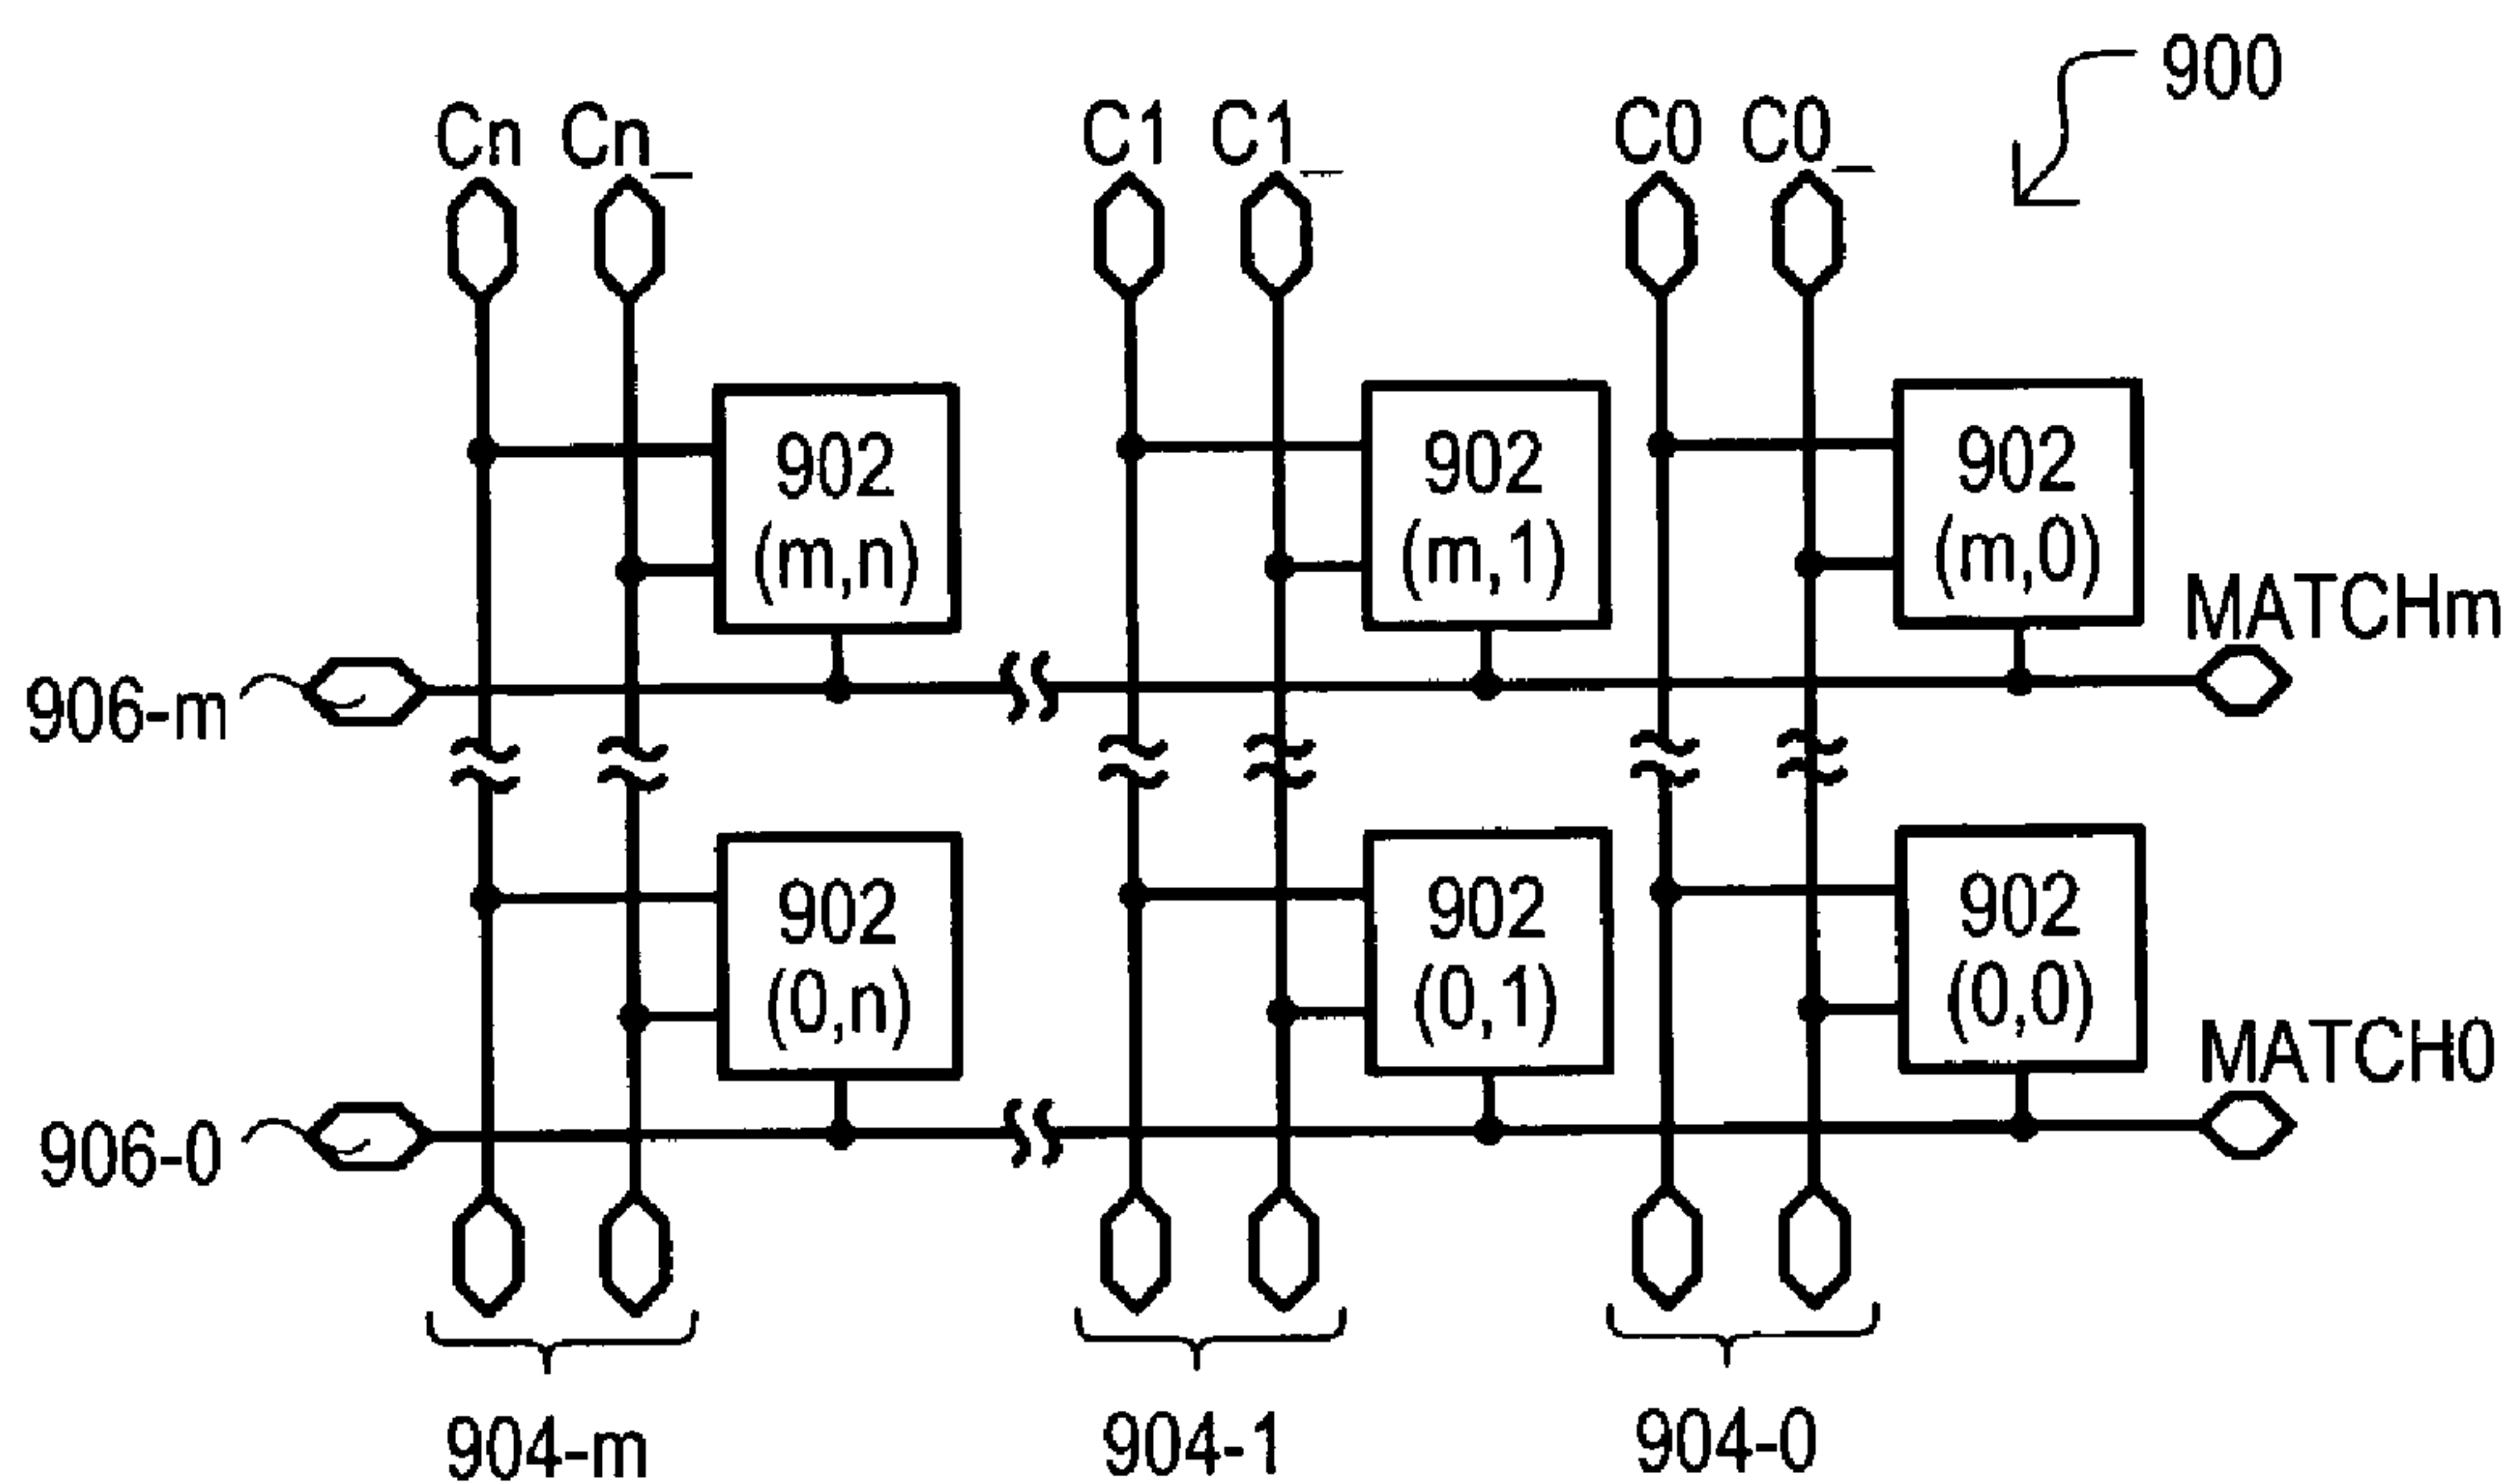 900
Cn Cn_ C1 C1_ C0 C0_
902 902 902
(m,n) (m,1) (m,0)
MATCHm
906-m
902 902 902
(0,n) (0,1) (0,0)
MATCH0
906-0
904-m 904-1 904-0